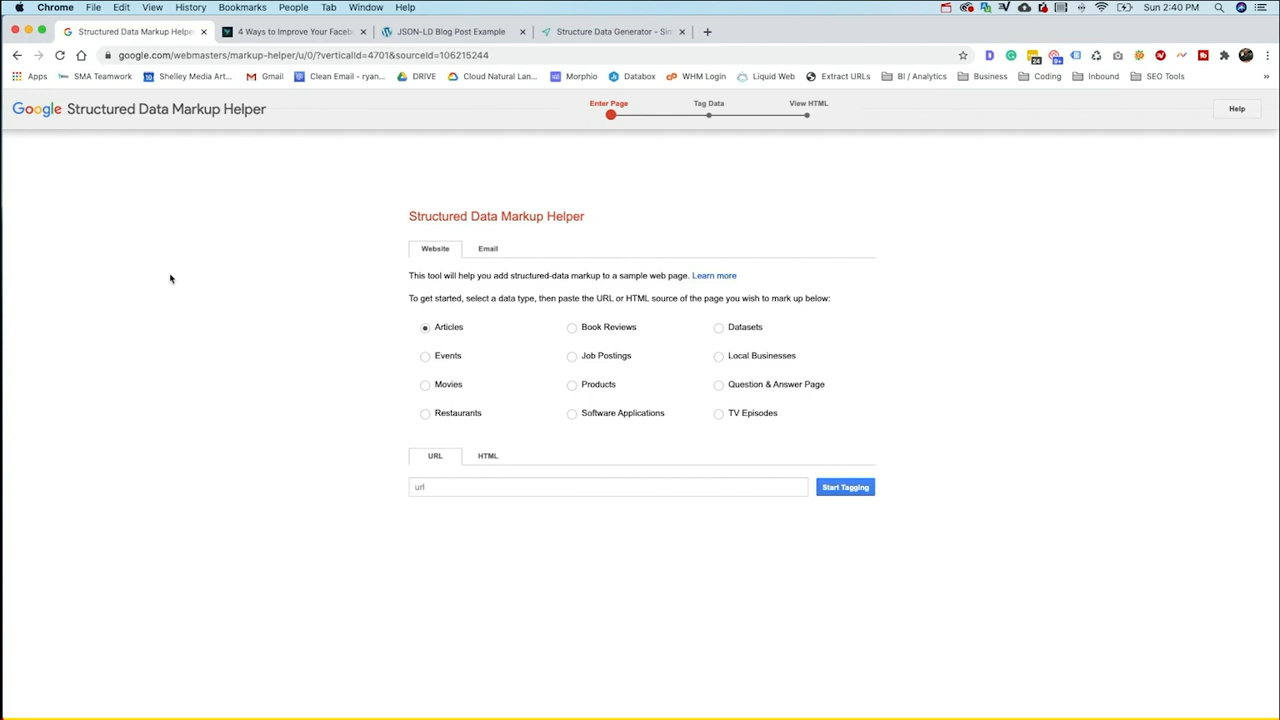 Chrome File Edit View History Bookmarks People Tab Window Help Sun 2:40 PM
Structured Data Markup Helpe 4 Ways to Improve Your Faceb JSON-LD Blog Post Example Structure Data Generator - Sim
google.com/webmasters/markup-helper/u/0/?verticalId=4701&sourceId=106215244
Apps SMA Teamwork Shelley Media Art... Gmail Clean Email - ryan... DRIVE Cloud Natural Lan... Morphio Databox WHM Login Liquid Web Extract URLs BI / Analytics Business Coding Inbound SEO Tools »
Google Structured Data Markup Helper
Enter Page Tag Data View HTML
Help
Structured Data Markup Helper
Website Email
This tool will help you add structured-data markup to a sample web page. Learn more
To get started, select a data type, then paste the URL or HTML source of the page you wish to mark up below:
Articles Book Reviews Datasets
Events Job Postings Local Businesses
Movies Products Question & Answer Page
Restaurants Software Applications TV Episodes
URL HTML
url Start Tagging